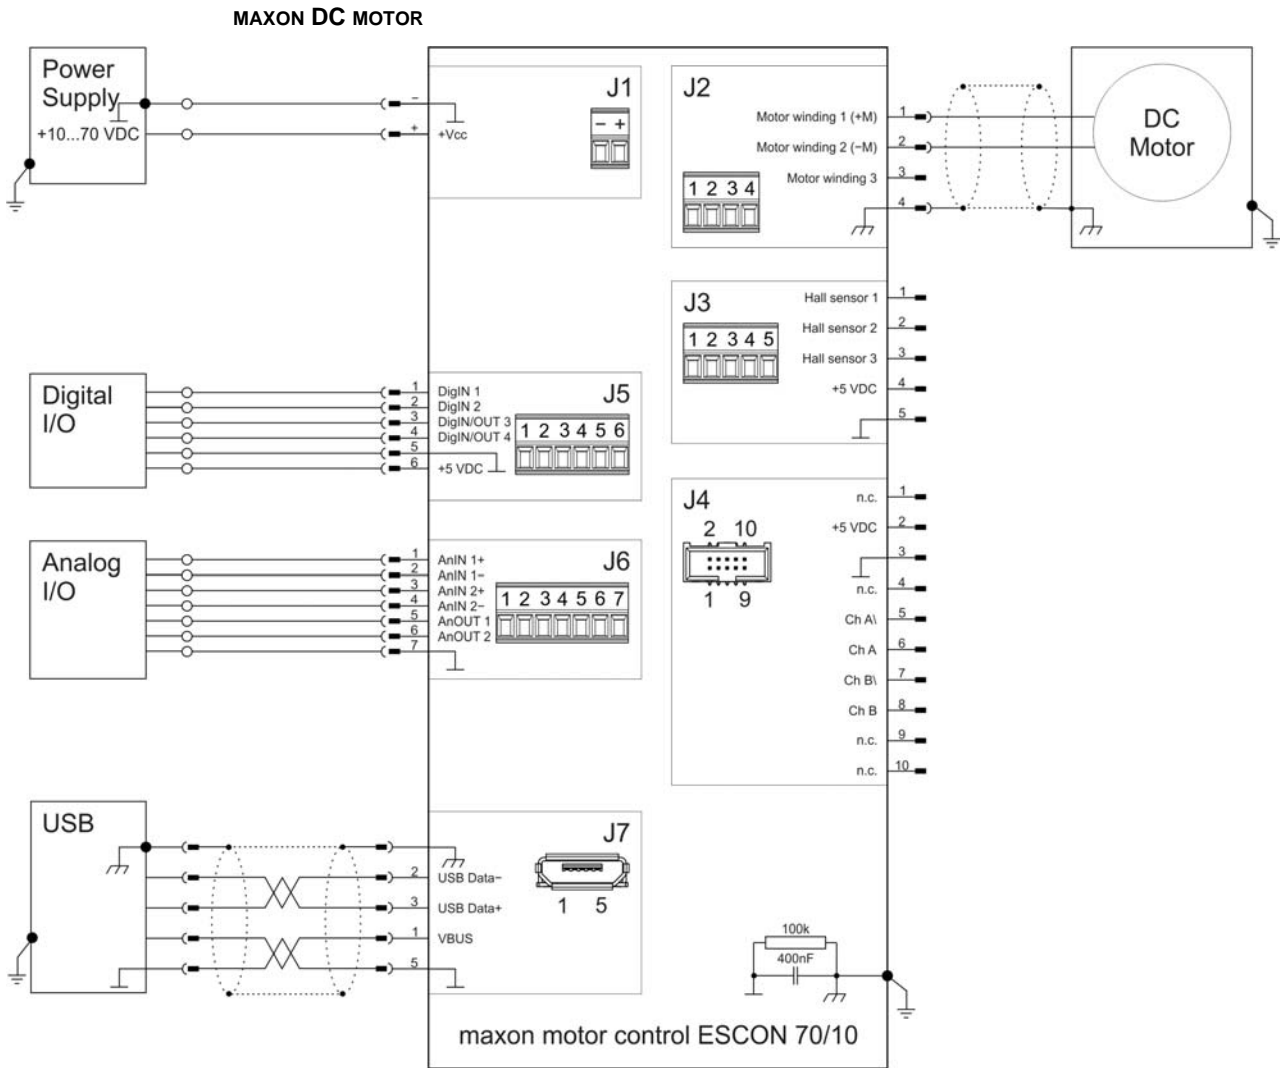 MAXON DC MOTOR
Power
Supply
+10...70 VDC
−
+
+Vcc
J1
− +
J2
1 2 3 4
Motor winding 1 (+M)
1
Motor winding 2 (−M)
2
Motor winding 3
3
4
DC
Motor
J3
1 2 3 4 5
Hall sensor 1
1
Hall sensor 2
2
Hall sensor 3
3
+5 VDC
4
5
Digital
I/O
1
DigIN 1
2
DigIN 2
3
DigIN/OUT 3
4
DigIN/OUT 4
5
6
+5 VDC
J5
1 2 3 4 5 6
J4
2 10
1 9
n.c.
1
+5 VDC
2
3
n.c.
4
Ch A\
5
Ch A
6
Ch B\
7
Ch B
8
n.c.
9
n.c.
10
Analog
I/O
1
AnIN 1+
2
AnIN 1−
3
AnIN 2+
4
AnIN 2−
5
AnOUT 1
6
AnOUT 2
7
J6
1 2 3 4 5 6 7
USB
2
USB Data−
3
USB Data+
1
VBUS
5
J7
1 5
100k
400nF
maxon motor control ESCON 70/10